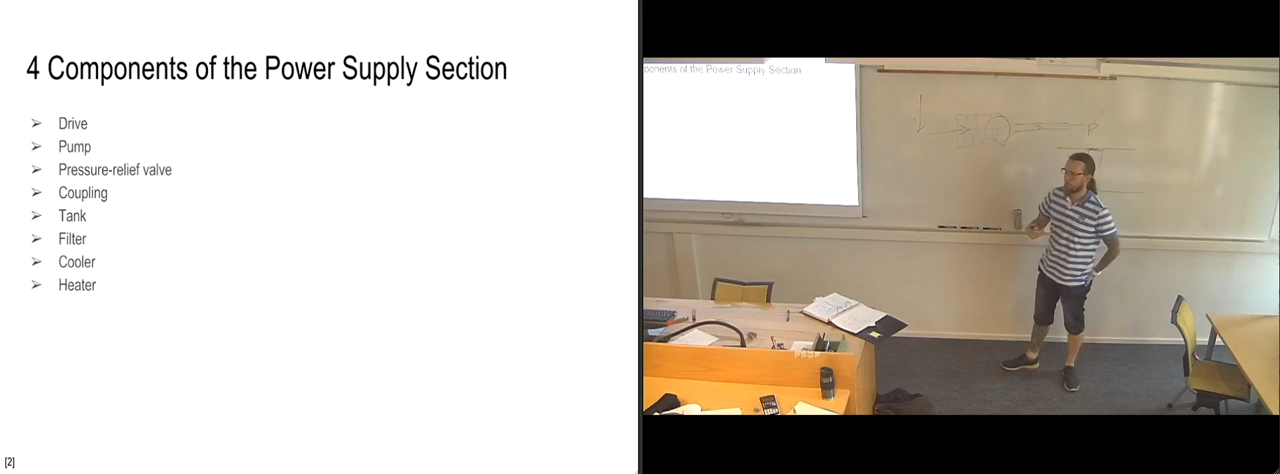 4 Components of the Power Supply Section
➢ Drive
➢ Pump
➢ Pressure-relief valve
➢ Coupling
➢ Tank
➢ Filter
➢ Cooler
➢ Heater
[2]
ponents of the Power Supply Section